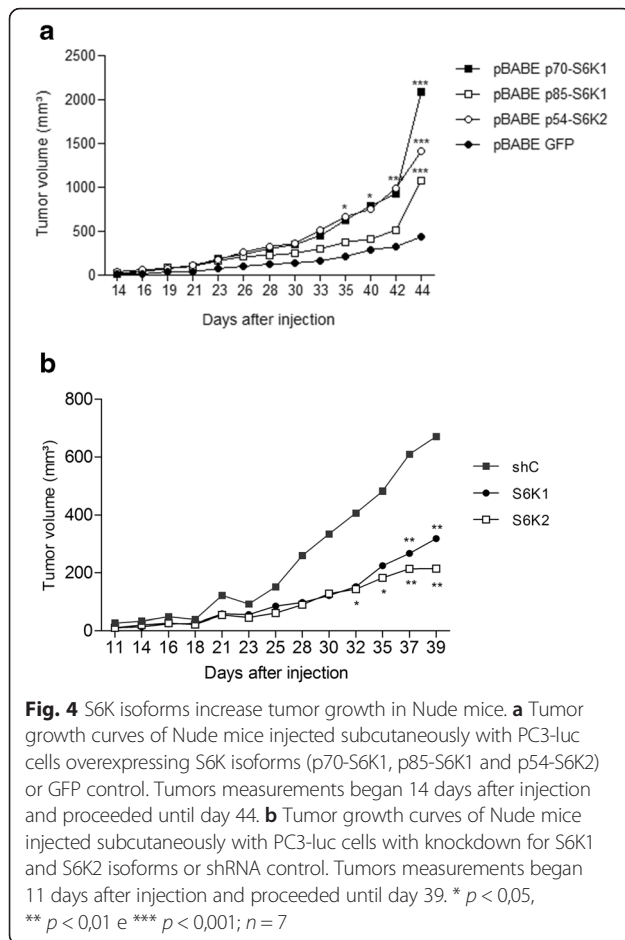 a
2500
2000
1500
1000
500
0
Tumor volume (mm³)
14 16 19 21 23 26 28 30 33 35 40 42 44
Days after injection
* * *** *** *** ***
pBABE p70-S6K1
pBABE p85-S6K1
pBABE p54-S6K2
pBABE GFP
b
800
600
400
200
0
Tumor volume (mm³)
11 14 16 18 21 23 25 28 30 32 35 37 39
Days after injection
** **
* * ** **
shC
S6K1
S6K2
Fig. 4 S6K isoforms increase tumor growth in Nude mice. a Tumor
growth curves of Nude mice injected subcutaneously with PC3-luc
cells overexpressing S6K isoforms (p70-S6K1, p85-S6K1 and p54-S6K2)
or GFP control. Tumors measurements began 14 days after injection
and proceeded until day 44. b Tumor growth curves of Nude mice
injected subcutaneously with PC3-luc cells with knockdown for S6K1
and S6K2 isoforms or shRNA control. Tumors measurements began
11 days after injection and proceeded until day 39. * p < 0,05,
** p < 0,01 e *** p < 0,001; n = 7